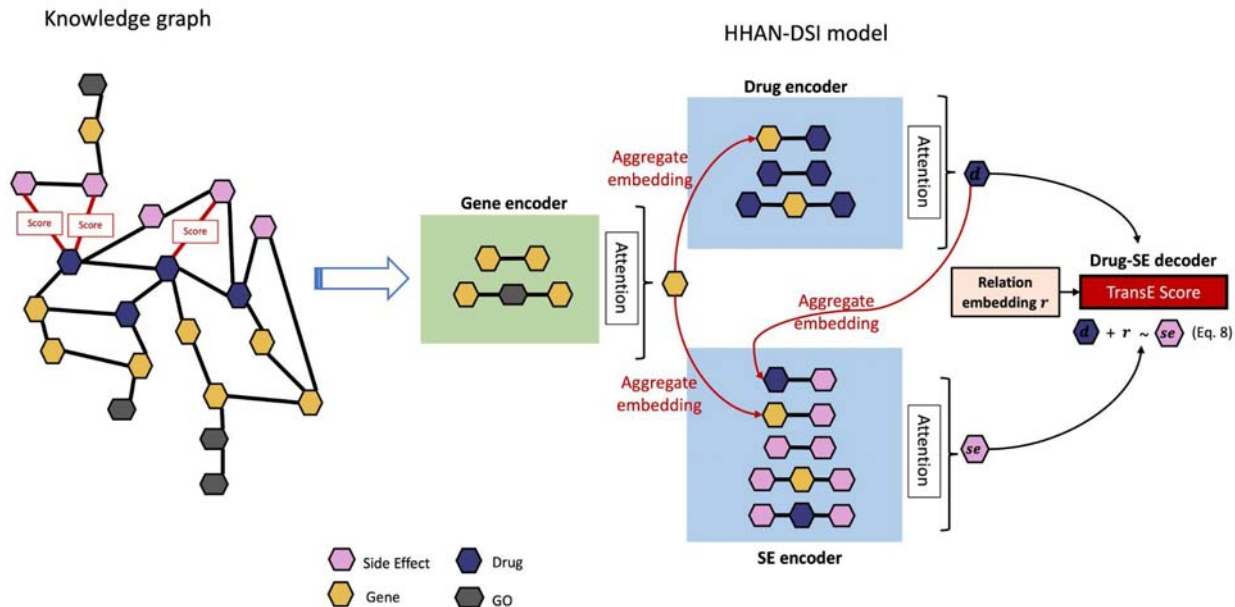 Knowledge graph
HHAN-DSI model
Score
Score
Score
Gene encoder
Attention
Aggregate
embedding
Drug encoder
Attention
d
Aggregate
embedding
Aggregate
embedding
SE encoder
Attention
se
Relation
embedding r
Drug-SE decoder
TransE Score
d + r ~ se (Eq. 8)
Side Effect
Drug
Gene
GO